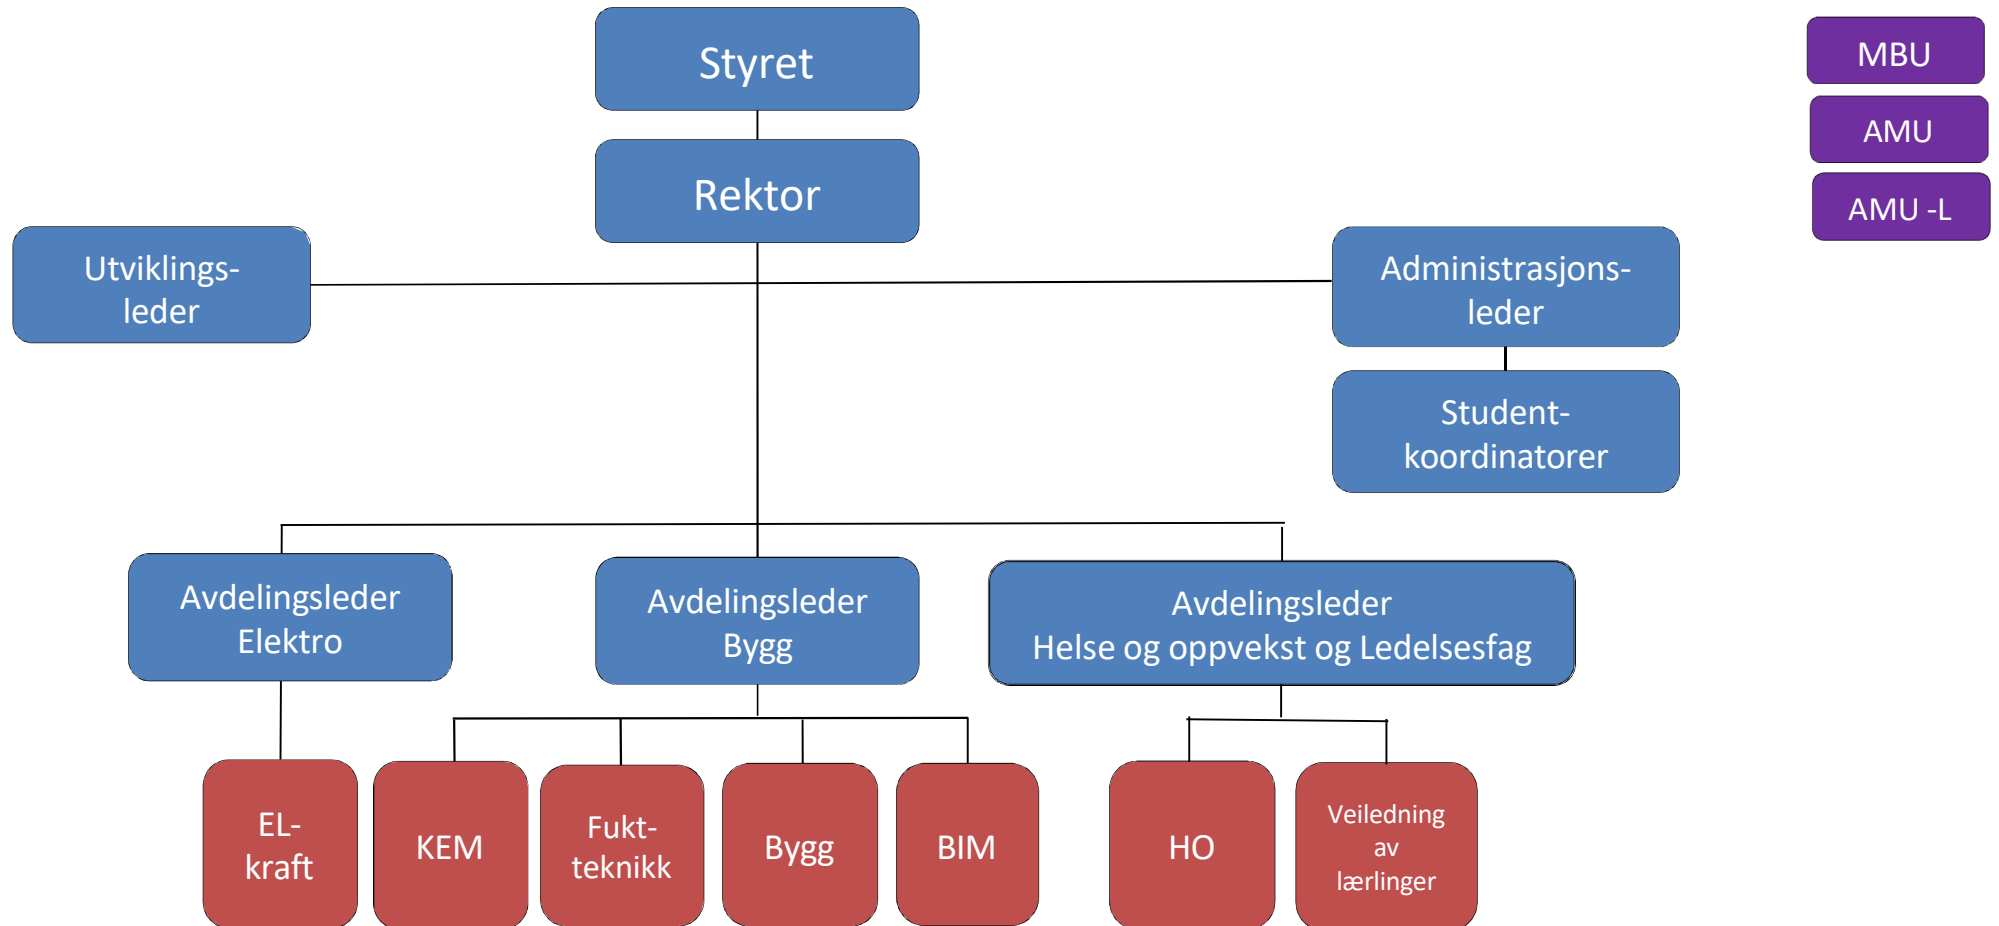 Styret
MBU
AMU
Rektor
AMU -L
Utviklings-
leder
Administrasjons-
leder
Student-
koordinatorer
Avdelingsleder
Elektro
Avdelingsleder
Bygg
Avdelingsleder
Helse og oppvekst og Ledelsesfag
EL-
kraft
KEM
Fukt-
teknikk
Bygg
BIM
HO
Veiledning
av
lærlinger